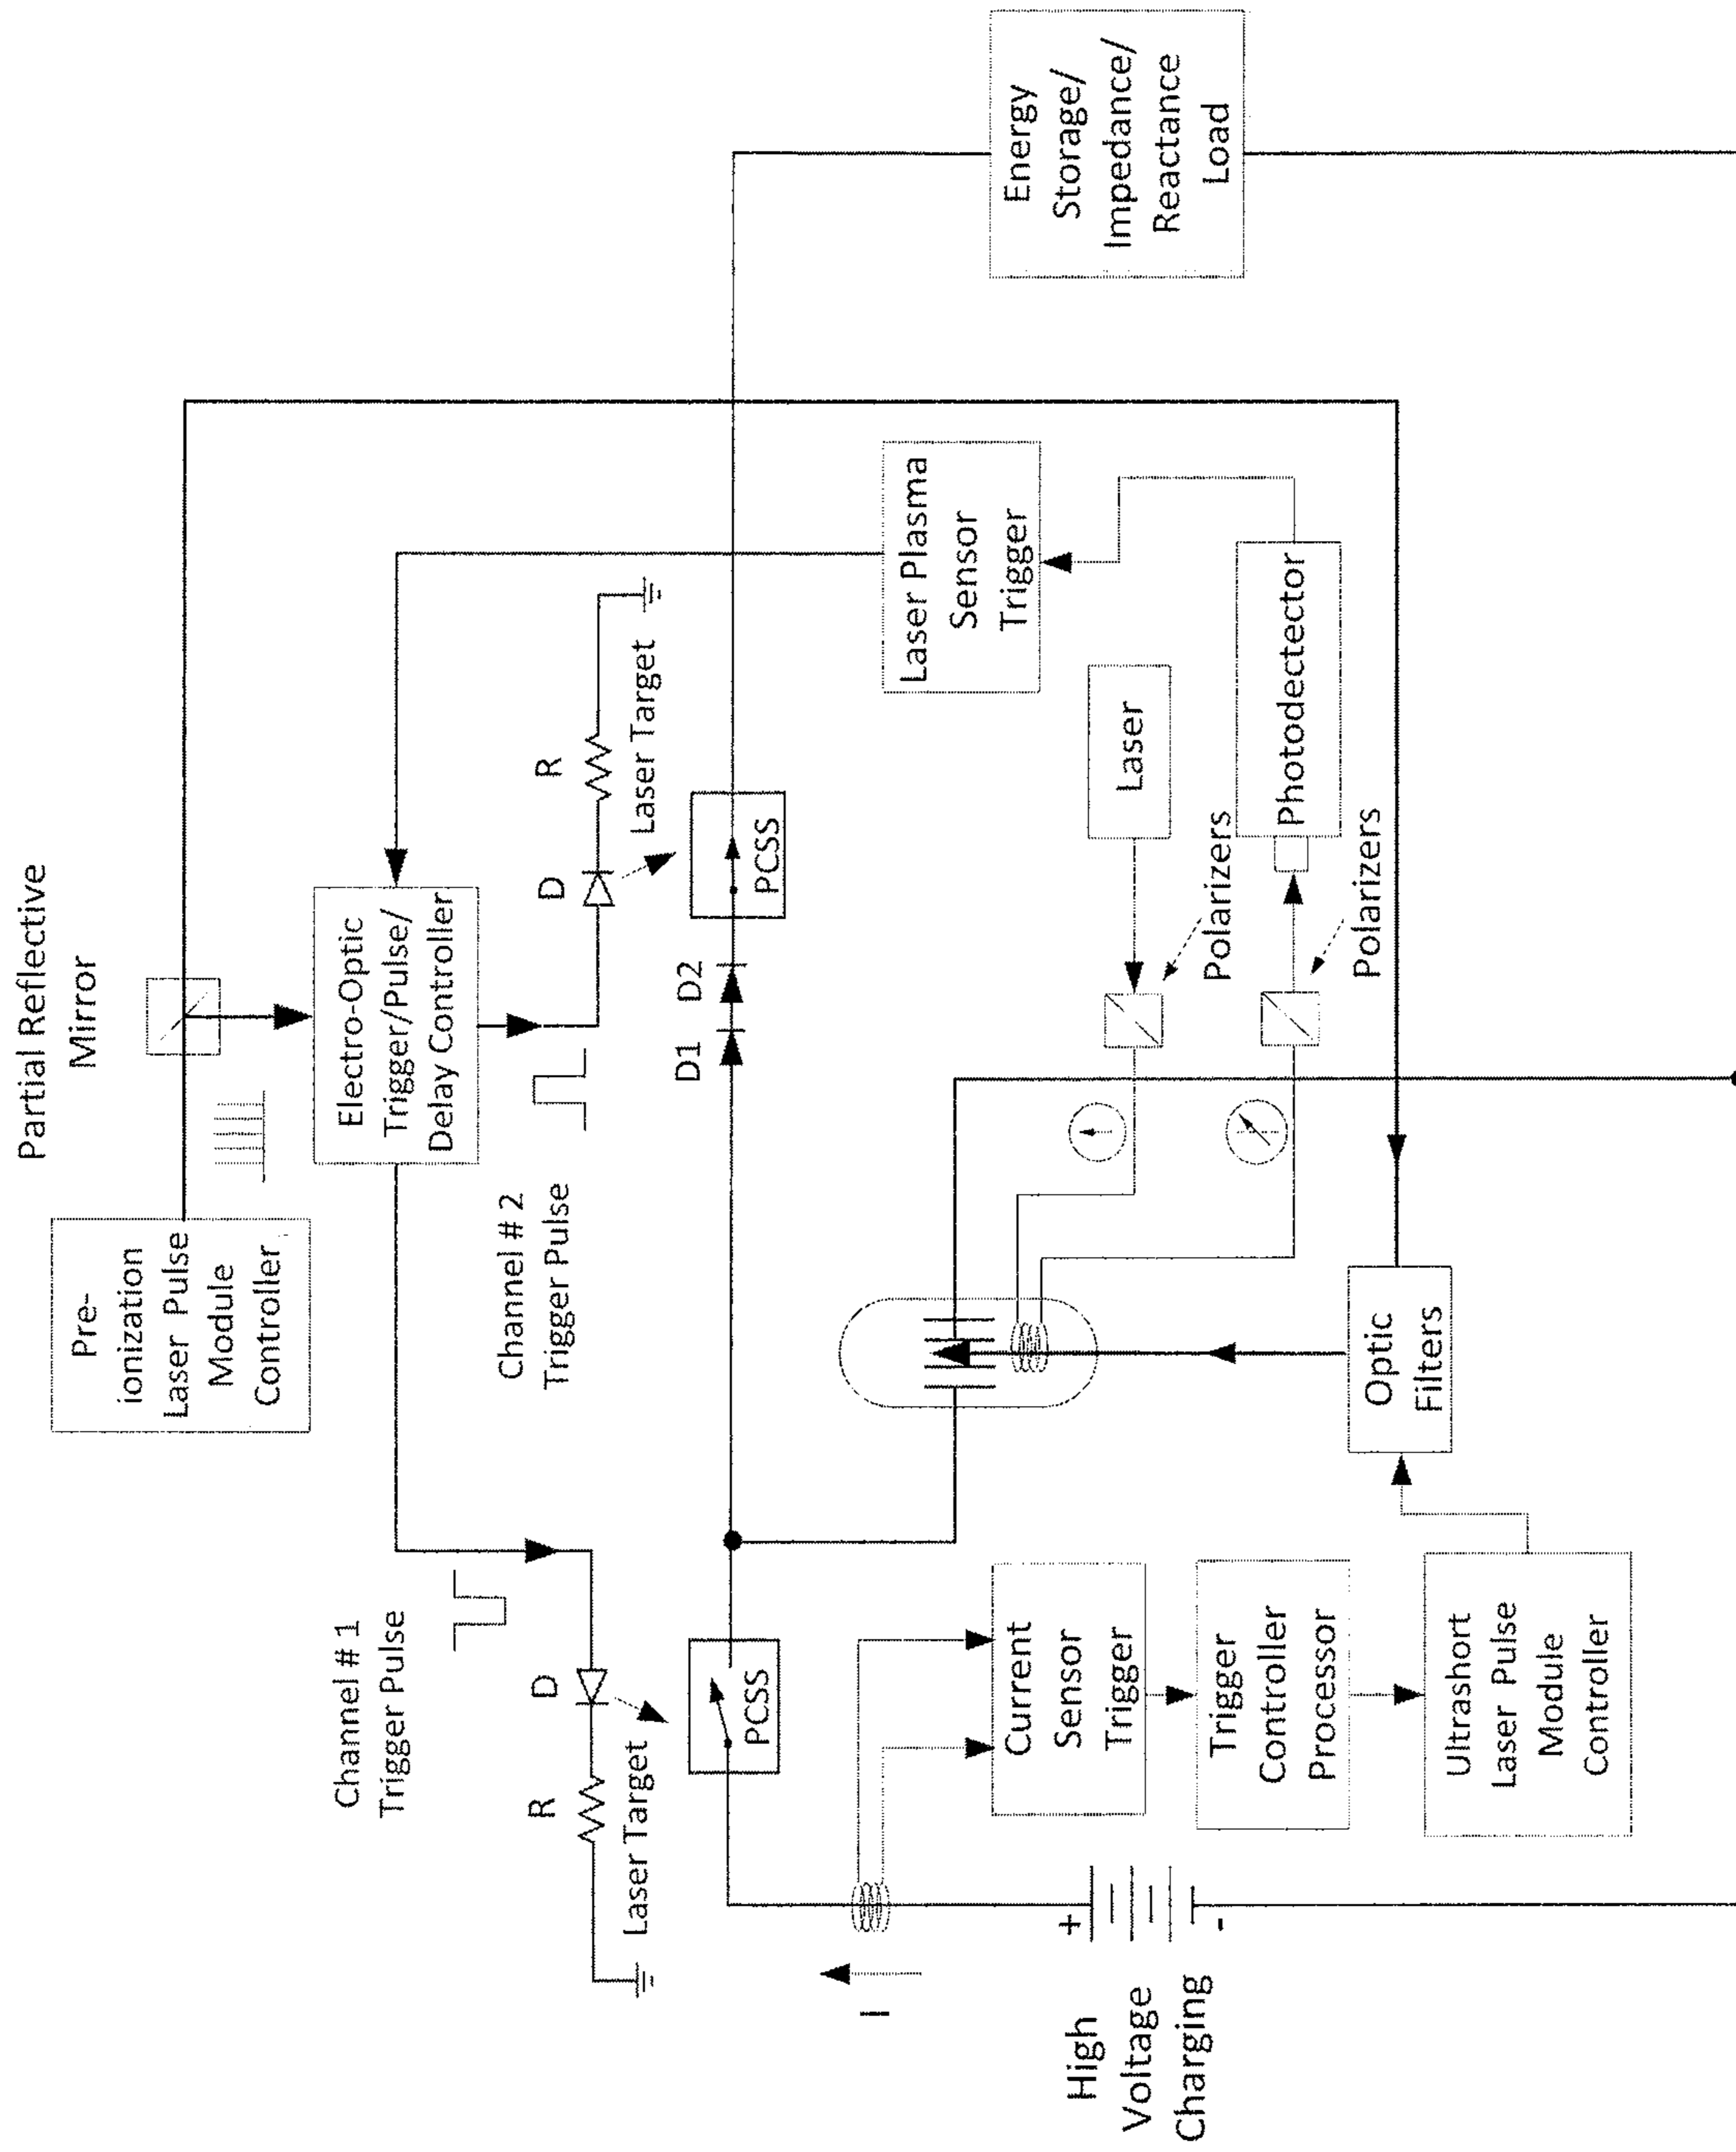 Partial Reflective
Mirror
Pre-
ionization
Laser Pulse
Module
Controller
Electro-Optic
Trigger/Pulse/
Delay Controller
Channel # 1
Trigger Pulse
Channel # 2
Trigger Pulse
R
D
Laser Target
D
R
Laser Target
PCSS
D1
D2
PCSS
I
High
Voltage
Charging
+
-
Current
Sensor
Trigger
Trigger
Controller
Processor
Ultrashort
Laser Pulse
Module
Controller
Optic
Filters
Laser Plasma
Sensor
Trigger
Laser
Polarizers
Photodectector
Polarizers
Energy
Storage/
Impedance/
Reactance
Load